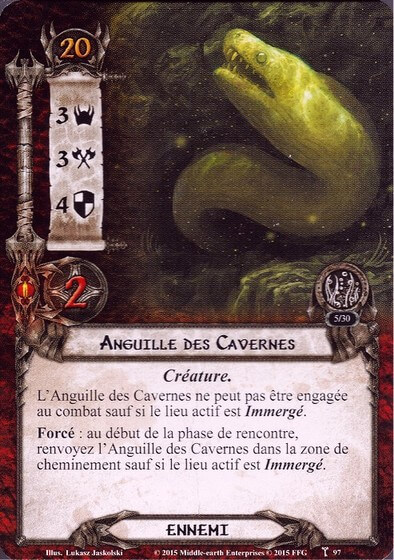 20
3
3
4
2
5/30
Anguille des Cavernes
Créature.
L'Anguille des Cavernes ne peut pas être engagée
au combat sauf si le lieu actif est Immergé.
Forcé : au début de la phase de rencontre,
renvoyez l'Anguille des Cavernes dans la zone de
cheminement sauf si le lieu actif est Immergé.
ENNEMI
Illus. Lukasz Jaskolski © 2015 Middle-earth Enterprises © 2015 FFG 97